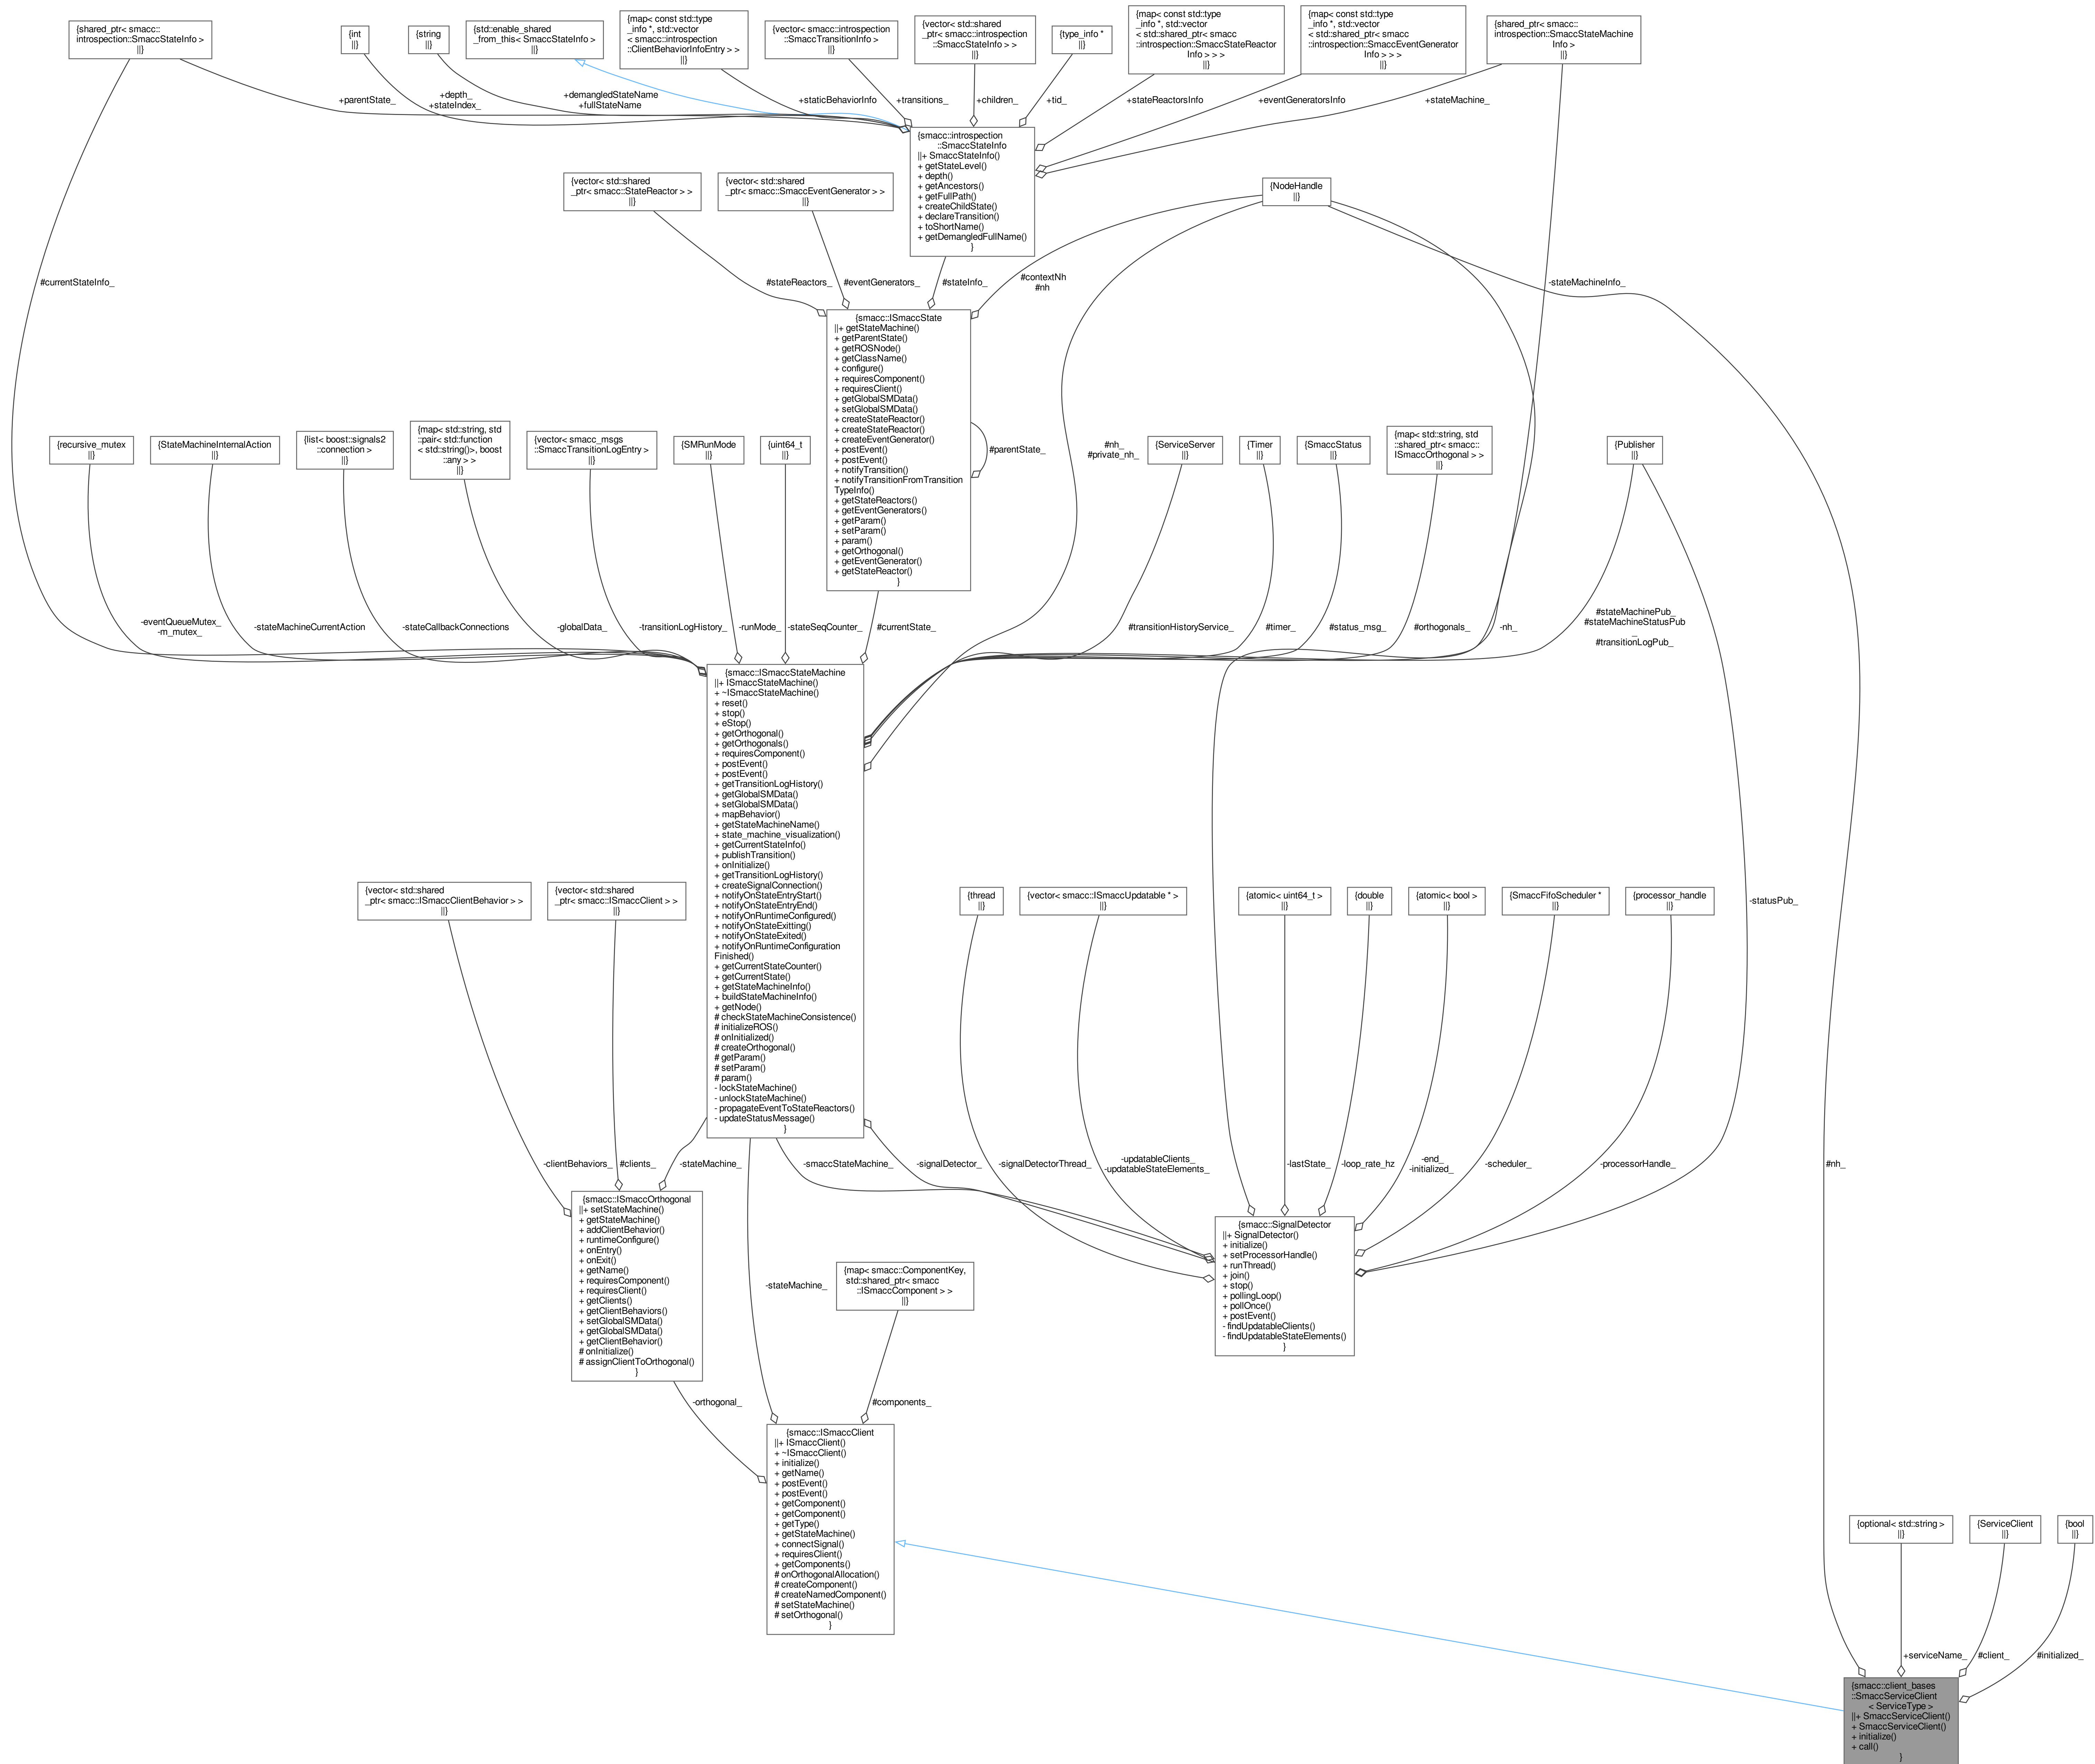 {shared_ptr< smacc::
introspection::SmaccStateInfo >
||}
{int
||}
{string
||}
{std::enable_shared
_from_this< SmaccStateInfo >
||}
{map< const std::type
_info *, std::vector
< smacc::introspection
::ClientBehaviorInfoEntry > >
||}
{vector< smacc::introspection
::SmaccTransitionInfo >
||}
{vector< std::shared
_ptr< smacc::introspection
::SmaccStateInfo > >
||}
{type_info *
||}
{map< const std::type
_info *, std::vector
< std::shared_ptr< smacc
::introspection::SmaccStateReactor
Info > > >
||}
{map< const std::type
_info *, std::vector
< std::shared_ptr< smacc
::introspection::SmaccEventGenerator
Info > > >
||}
{shared_ptr< smacc::
introspection::SmaccStateMachine
Info >
||}
+parentState_
+depth_
+stateIndex_
+demangledStateName
+fullStateName
+staticBehaviorInfo
+transitions_
+children_
+tid_
+stateReactorsInfo
+eventGeneratorsInfo
+stateMachine_
{smacc::introspection
::SmaccStateInfo
||+ SmaccStateInfo()
+ getStateLevel()
+ depth()
+ getAncestors()
+ getFullPath()
+ createChildState()
+ declareTransition()
+ toShortName()
+ getDemangledFullName()
}
{vector< std::shared
_ptr< smacc::StateReactor > >
||}
{vector< std::shared
_ptr< smacc::SmaccEventGenerator > >
||}
{NodeHandle
||}
#currentStateInfo_
#stateReactors_
#eventGenerators_
#stateInfo_
#contextNh
#nh
-stateMachineInfo_
{smacc::ISmaccState
||+ getStateMachine()
+ getParentState()
+ getROSNode()
+ getClassName()
+ configure()
+ requiresComponent()
+ requiresClient()
+ getGlobalSMData()
+ setGlobalSMData()
+ createStateReactor()
+ createStateReactor()
+ createEventGenerator()
+ postEvent()
+ postEvent()
+ notifyTransition()
+ notifyTransitionFromTransition
TypeInfo()
+ getStateReactors()
+ getEventGenerators()
+ getParam()
+ setParam()
+ param()
+ getOrthogonal()
+ getEventGenerator()
+ getStateReactor()
}
#parentState_
{recursive_mutex
||}
{StateMachineInternalAction
||}
{list< boost::signals2
::connection >
||}
{map< std::string, std
::pair< std::function
< std::string()>, boost
::any > >
||}
{vector< smacc_msgs
::SmaccTransitionLogEntry >
||}
{SMRunMode
||}
{uint64_t
||}
#nh_
#private_nh_
{ServiceServer
||}
{Timer
||}
{SmaccStatus
||}
{map< std::string, std
::shared_ptr< smacc::
ISmaccOrthogonal > >
||}
{Publisher
||}
-eventQueueMutex_
-m_mutex_
-stateMachineCurrentAction
-stateCallbackConnections
-globalData_
-transitionLogHistory_
-runMode_
-stateSeqCounter_
#currentState_
#transitionHistoryService_
#timer_
#status_msg_
#orthogonals_
-nh_
#stateMachinePub_
#stateMachineStatusPub
_
#transitionLogPub_
{smacc::ISmaccStateMachine
||+ ISmaccStateMachine()
+ ~ISmaccStateMachine()
+ reset()
+ stop()
+ eStop()
+ getOrthogonal()
+ getOrthogonals()
+ requiresComponent()
+ postEvent()
+ postEvent()
+ getTransitionLogHistory()
+ getGlobalSMData()
+ setGlobalSMData()
+ mapBehavior()
+ getStateMachineName()
+ state_machine_visualization()
+ getCurrentStateInfo()
+ publishTransition()
+ onInitialize()
+ getTransitionLogHistory()
+ createSignalConnection()
+ notifyOnStateEntryStart()
+ notifyOnStateEntryEnd()
+ notifyOnRuntimeConfigured()
+ notifyOnStateExitting()
+ notifyOnStateExited()
+ notifyOnRuntimeConfiguration
Finished()
+ getCurrentStateCounter()
+ getCurrentState()
+ getStateMachineInfo()
+ buildStateMachineInfo()
+ getNode()
# checkStateMachineConsistence()
# initializeROS()
# onInitialized()
# createOrthogonal()
# getParam()
# setParam()
# param()
- lockStateMachine()
- unlockStateMachine()
- propagateEventToStateReactors()
- updateStatusMessage()
}
{vector< std::shared
_ptr< smacc::ISmaccClientBehavior > >
||}
{vector< std::shared
_ptr< smacc::ISmaccClient > >
||}
{thread
||}
{vector< smacc::ISmaccUpdatable * >
||}
{atomic< uint64_t >
||}
{double
||}
{atomic< bool >
||}
{SmaccFifoScheduler *
||}
{processor_handle
||}
-statusPub_
-clientBehaviors_
#clients_
-stateMachine_
-smaccStateMachine_
-signalDetector_
-signalDetectorThread_
-updatableClients_
-updatableStateElements_
-lastState_
-loop_rate_hz
-end_
-initialized_
-scheduler_
-processorHandle_
#nh_
{smacc::ISmaccOrthogonal
||+ setStateMachine()
+ getStateMachine()
+ addClientBehavior()
+ runtimeConfigure()
+ onEntry()
+ onExit()
+ getName()
+ requiresComponent()
+ requiresClient()
+ getClients()
+ getClientBehaviors()
+ setGlobalSMData()
+ getGlobalSMData()
+ getClientBehavior()
# onInitialize()
# assignClientToOrthogonal()
}
{smacc::SignalDetector
||+ SignalDetector()
+ initialize()
+ setProcessorHandle()
+ runThread()
+ join()
+ stop()
+ pollingLoop()
+ pollOnce()
+ postEvent()
- findUpdatableClients()
- findUpdatableStateElements()
}
-stateMachine_
{map< smacc::ComponentKey,
std::shared_ptr< smacc
::ISmaccComponent > >
||}
-orthogonal_
#components_
{smacc::ISmaccClient
||+ ISmaccClient()
+ ~ISmaccClient()
+ initialize()
+ getName()
+ postEvent()
+ postEvent()
+ getComponent()
+ getComponent()
+ getType()
+ getStateMachine()
+ connectSignal()
+ requiresClient()
+ getComponents()
# onOrthogonalAllocation()
# createComponent()
# createNamedComponent()
# setStateMachine()
# setOrthogonal()
}
{optional< std::string >
||}
{ServiceClient
||}
{bool
||}
+serviceName_
#client_
#initialized_
{smacc::client_bases
::SmaccServiceClient
< ServiceType >
||+ SmaccServiceClient()
+ SmaccServiceClient()
+ initialize()
+ call()
}